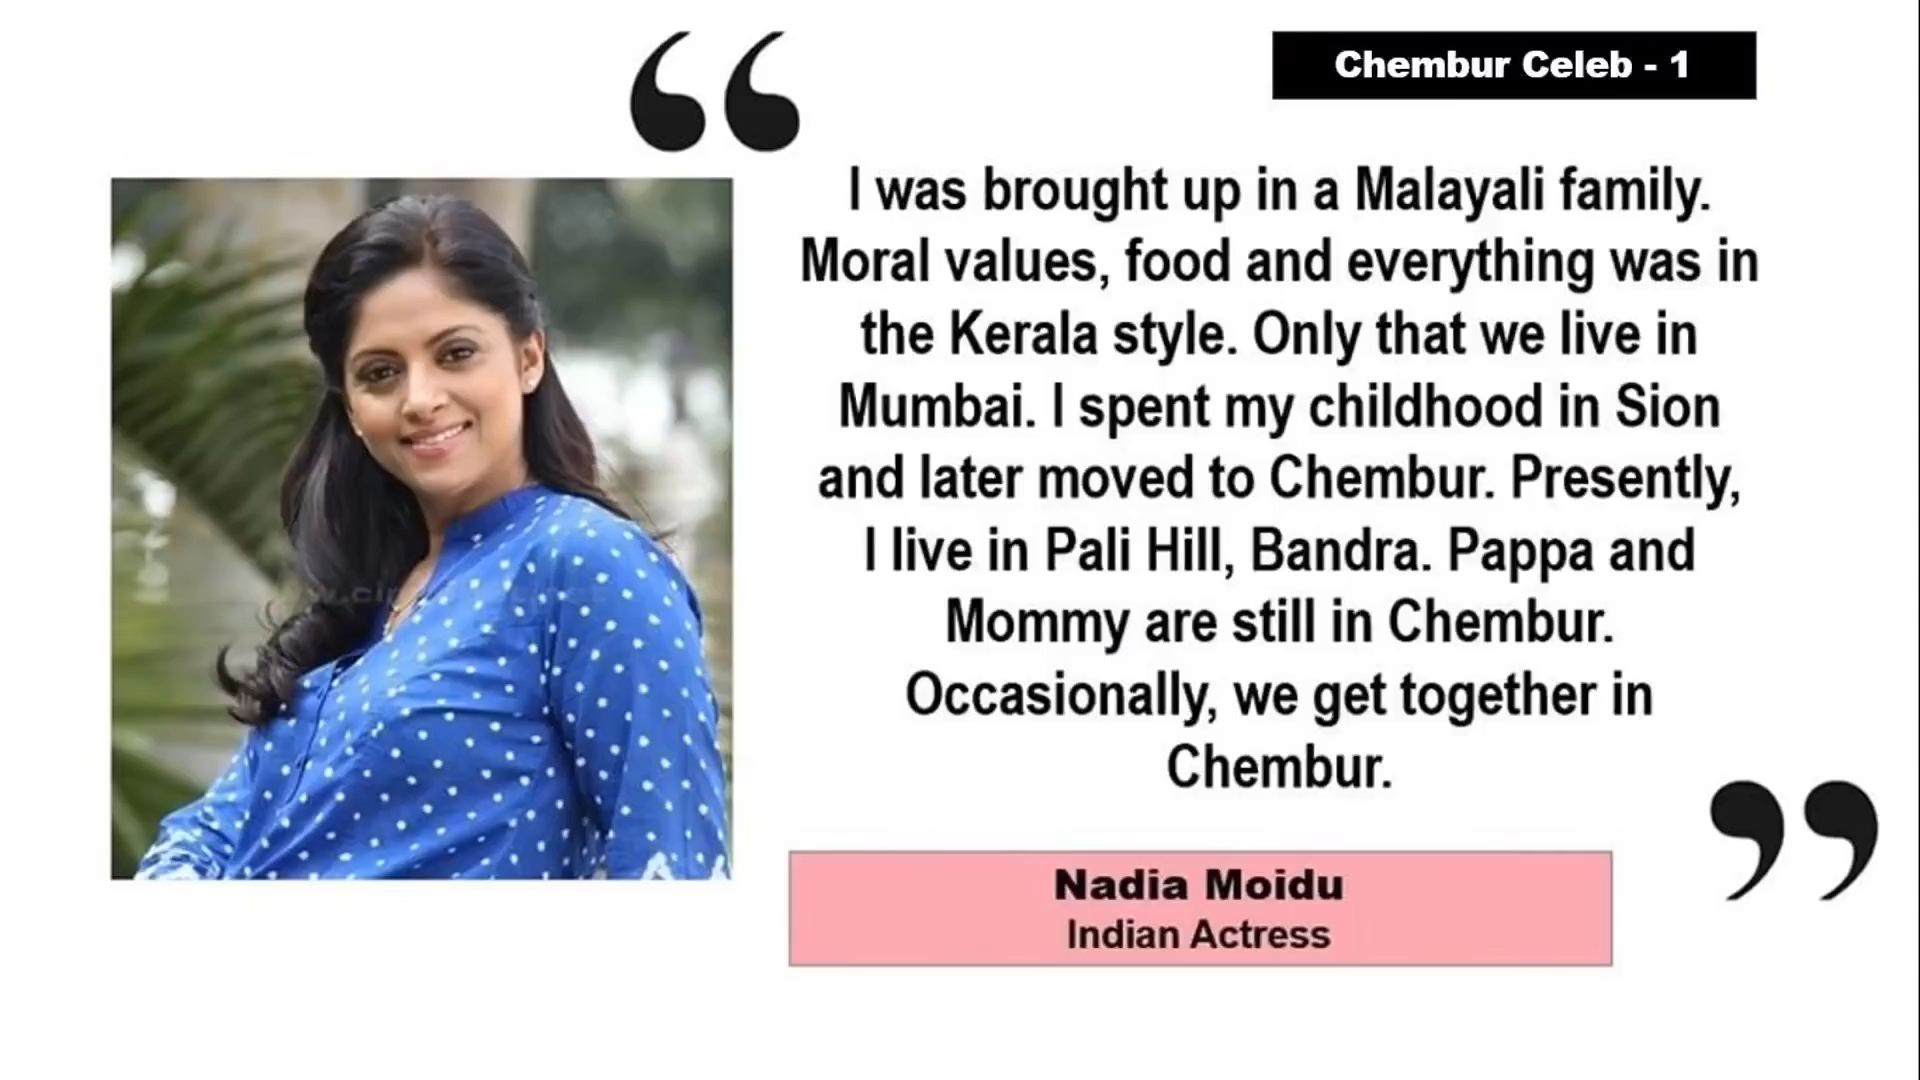 Chembur Celeb - 1
I was brought up in a Malayali family.
Moral values, food and everything was in
the Kerala style. Only that we live in
Mumbai. I spent my childhood in Sion
and later moved to Chembur. Presently,
I live in Pali Hill, Bandra. Pappa and
Mommy are still in Chembur.
Occasionally, we get together in
Chembur.
Nadia Moidu
Indian Actress